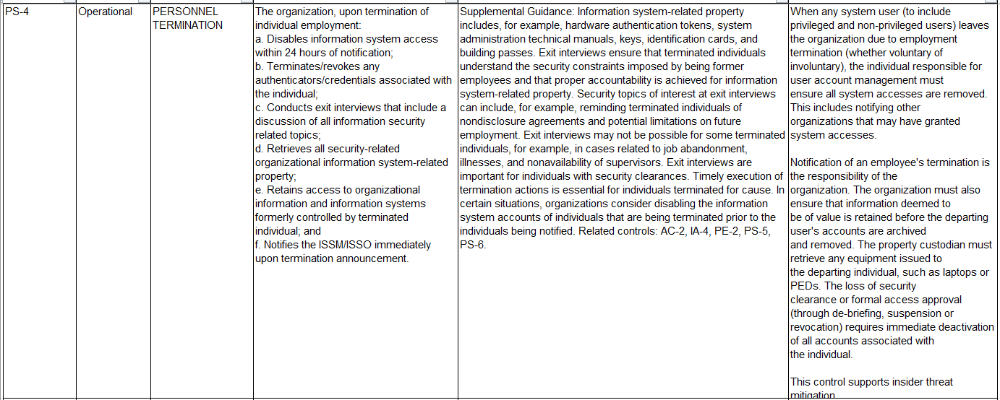 PS-4
Operational
PERSONNEL
TERMINATION
The organization, upon termination of
individual employment:
a. Disables information system access
within 24 hours of notification;
b. Terminates/revokes any
authenticators/credentials associated with
the individual;
c. Conducts exit interviews that include a
discussion of all information security
related topics;
d. Retrieves all security-related
organizational information system-related
property;
e. Retains access to organizational
information and information systems
formerly controlled by terminated
individual; and
f. Notifies the ISSM/ISSO immediately
upon termination announcement.
Supplemental Guidance: Information system-related property
includes, for example, hardware authentication tokens, system
administration technical manuals, keys, identification cards, and
building passes. Exit interviews ensure that terminated individuals
understand the security constraints imposed by being former
employees and that proper accountability is achieved for information
system-related property. Security topics of interest at exit interviews
can include, for example, reminding terminated individuals of
nondisclosure agreements and potential limitations on future
employment. Exit interviews may not be possible for some terminated
individuals, for example, in cases related to job abandonment,
illnesses, and nonavailability of supervisors. Exit interviews are
important for individuals with security clearances. Timely execution of
termination actions is essential for individuals terminated for cause. In
certain situations, organizations consider disabling the information
system accounts of individuals that are being terminated prior to the
individuals being notified. Related controls: AC-2, IA-4, PE-2, PS-5,
PS-6.
When any system user (to include
privileged and non-privileged users) leaves
the organization due to employment
termination (whether voluntary of
involuntary), the individual responsible for
user account management must
ensure all system accesses are removed.
This includes notifying other
organizations that may have granted
system accesses.
Notification of an employee's termination is
the responsibility of the
organization. The organization must also
ensure that information deemed to
be of value is retained before the departing
user's accounts are archived
and removed. The property custodian must
retrieve any equipment issued to
the departing individual, such as laptops or
PEDs. The loss of security
clearance or formal access approval
(through de-briefing, suspension or
revocation) requires immediate deactivation
of all accounts associated with
the individual.
This control supports insider threat
mitigation